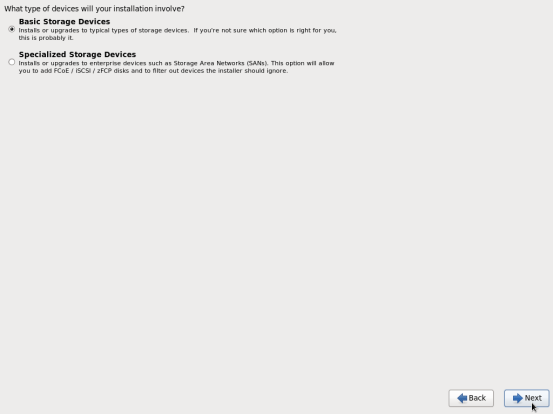 What type of devices will your installation involve?
Basic Storage Devices
Installs or upgrades to typical types of storage devices.  If you're not sure which option is right for you,
this is probably it.
Specialized Storage Devices
Installs or upgrades to enterprise devices such as Storage Area Networks (SANs). This option will allow
you to add FCoE / iSCSI / zFCP disks and to filter out devices the installer should ignore.
Back
Next